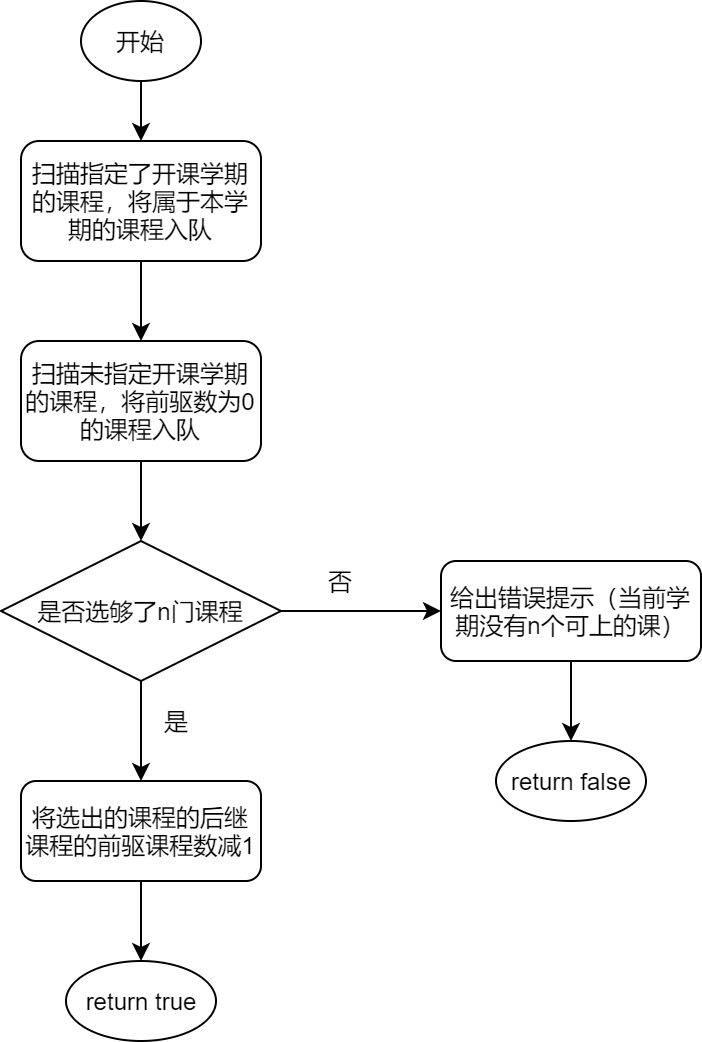 开始
扫描指定了开课学期
的课程，将属于本学
期的课程入队
扫描未指定开课学期
的课程，将前驱数为0
的课程入队
是否选够了n门课程
否
给出错误提示（当前学
期没有n个可上的课）
是
return false
将选出的课程的后继
课程的前驱课程数减1
return true